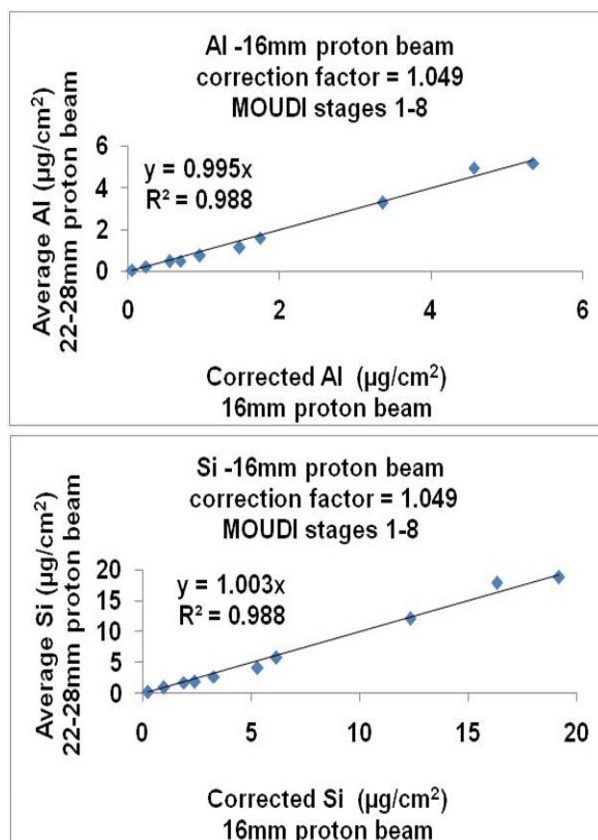 Al -16mm proton beam
correction factor = 1.049
MOUDI stages 1-8
Average Al (µg/cm²)
22-28mm proton beam
6
4
2
0
y = 0.995x
R² = 0.988
0 2 4 6
Corrected Al (µg/cm²)
16mm proton beam
Si -16mm proton beam
correction factor = 1.049
MOUDI stages 1-8
Average Si (µg/cm²)
22-28mm proton beam
20
15
10
5
0
y = 1.003x
R² = 0.988
0 5 10 15 20
Corrected Si (µg/cm²)
16mm proton beam